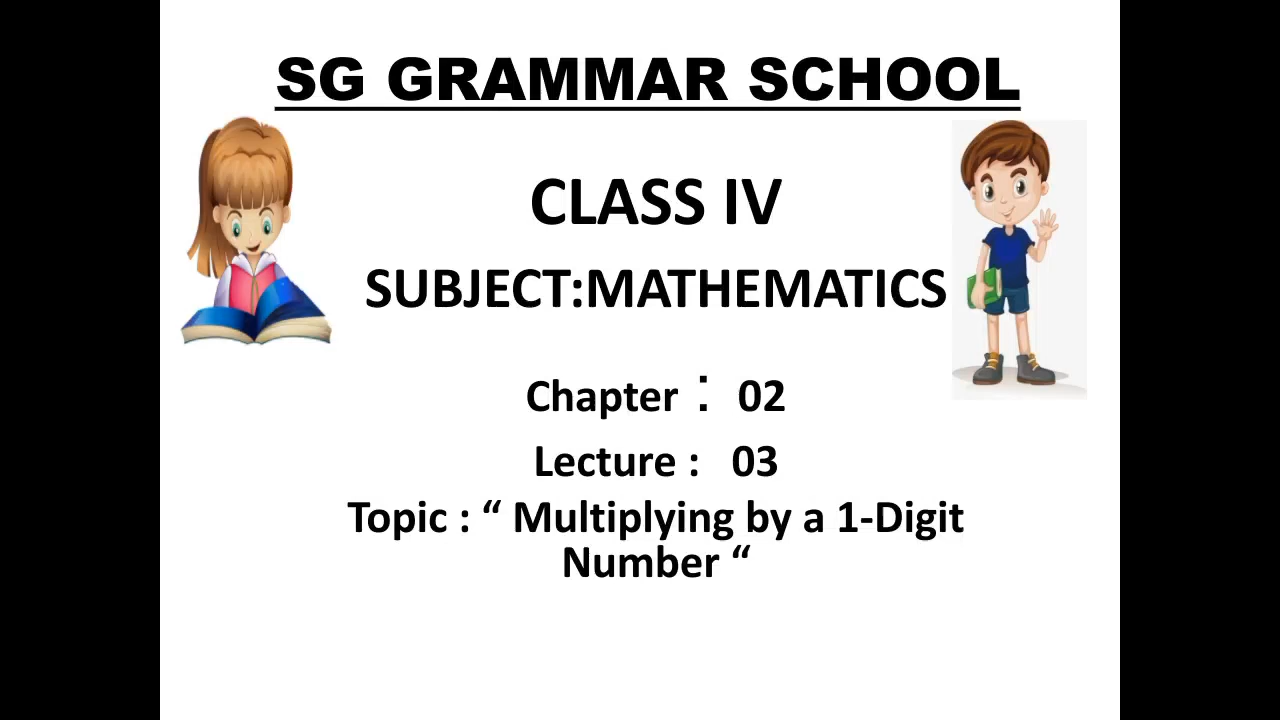 SG GRAMMAR SCHOOL
CLASS IV
SUBJECT:MATHEMATICS
Chapter : 02
Lecture : 03
Topic : “ Multiplying by a 1-Digit
Number “